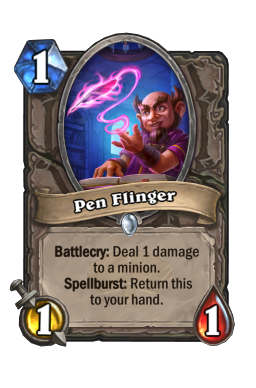 1
Pen Flinger
Battlecry: Deal 1 damage
to a minion.
Spellburst: Return this
to your hand.
1
1